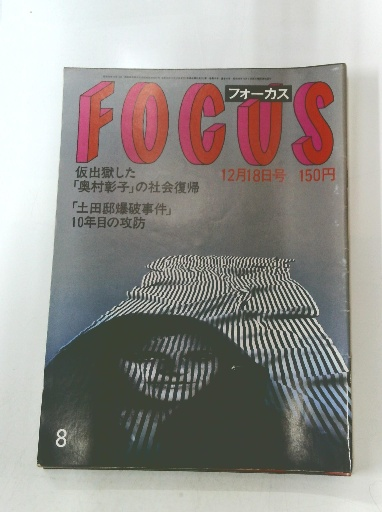 FOCUS
フォーカス
仮出獄した
「奥村彰子」の社会復帰
12月18日号 150円
「土田邸爆破事件」
10年目の攻防
8